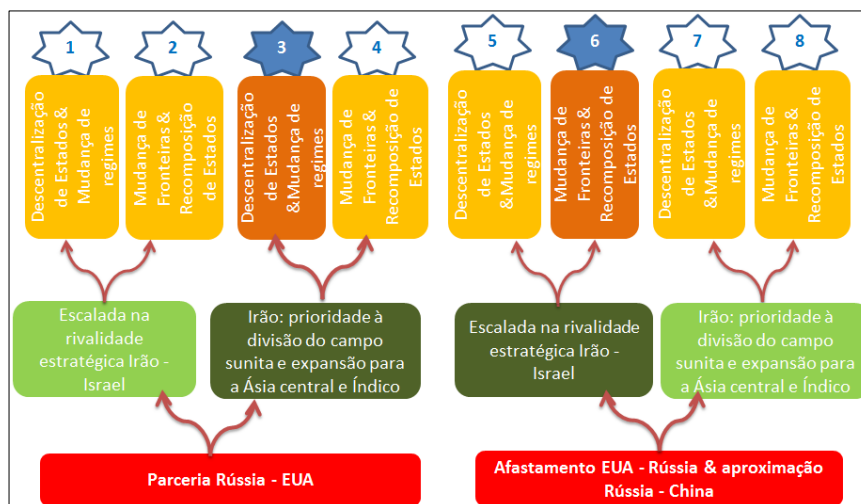 1
2
3
4
5
6
7
8
Descentralização
de Estados &
Mudança de
regimes
Mudança de
Fronteiras &
Recomposição
de Estados
Descentralização
de Estados
&Mudança de
regimes
Mudança de
Fronteiras &
Recomposição de
Estados
Descentralização
de Estados
&Mudança de
regimes
Mudança de
Fronteiras &
Recomposição de
Estados
Descentralização
de Estados
&Mudança de
regimes
Mudança de
Fronteiras &
Recomposição de
Estados
Escalada na
rivalidade
estratégica Irão -
Israel
Irão: prioridade à
divisão do campo
sunita e expansão para
a Ásia central e Índico
Escalada na rivalidade
estratégica Irão -
Israel
Irão: prioridade à
divisão do campo
sunita e expansão para
a Ásia central e Índico
Parceria Rússia - EUA
Afastamento EUA - Rússia & aproximação
Rússia - China